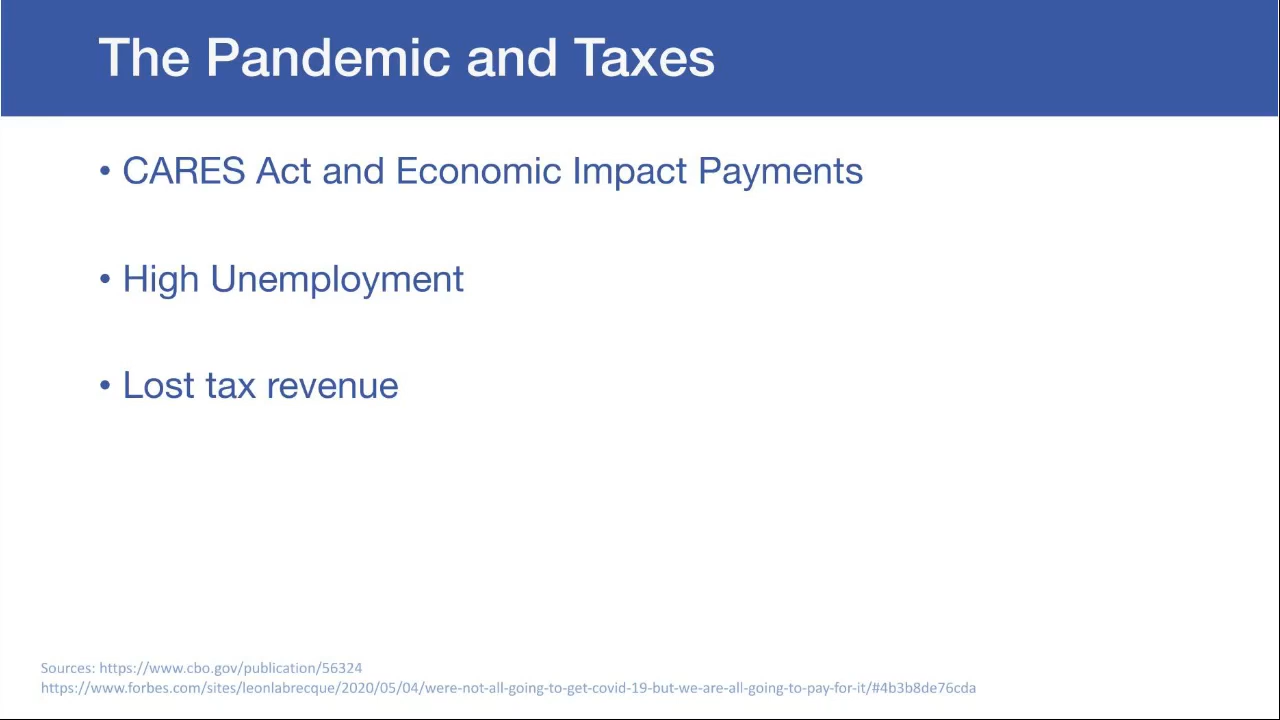 The Pandemic and Taxes
• CARES Act and Economic Impact Payments
• High Unemployment
• Lost tax revenue
Sources: https://www.cbo.gov/publication/56324
https://www.forbes.com/sites/leonlabrecque/2020/05/04/were-not-all-going-to-get-covid-19-but-we-are-all-going-to-pay-for-it/#4b3b8de76cda